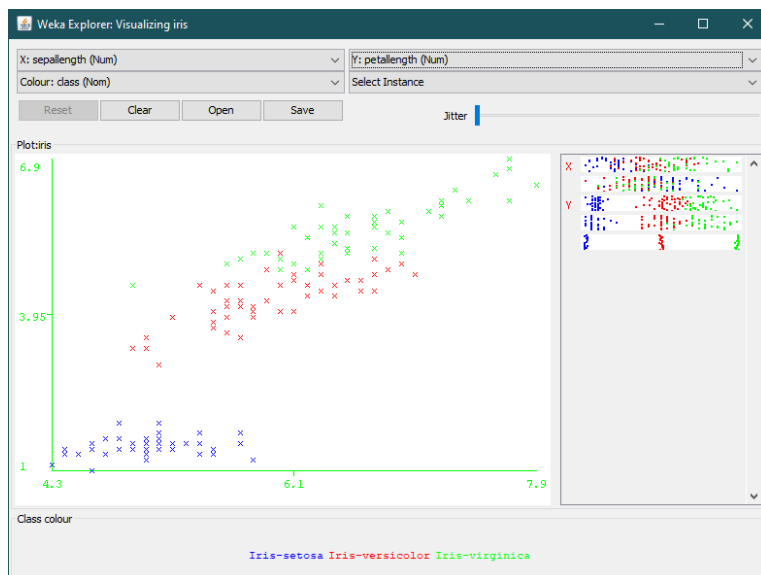 Weka Explorer: Visualizing iris
X: sepallength (Num) Y: petallength (Num)
Colour: class (Nom) Select Instance
Reset Clear Open Save Jitter
Plot:iris
6.9
3.95
1
4.3 6.1 7.9
X
Y
Class colour
Iris-setosa Iris-versicolor Iris-virginica